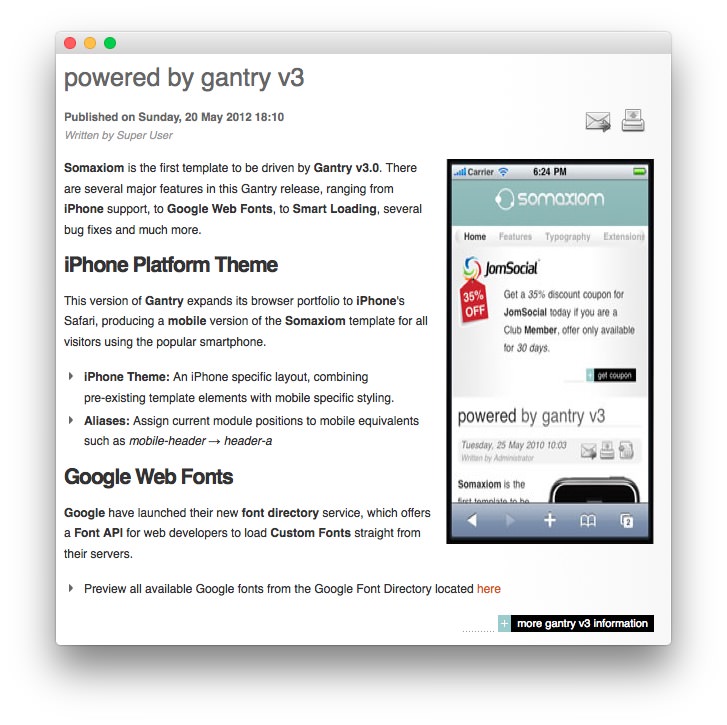 powered by gantry v3
Published on Sunday, 20 May 2012 18:10
Written by Super User
Somaxiom is the first template to be driven by Gantry v3.0. There
are several major features in this Gantry release, ranging from
iPhone support, to Google Web Fonts, to Smart Loading, several
bug fixes and much more.
iPhone Platform Theme
This version of Gantry expands its browser portfolio to iPhone's
Safari, producing a mobile version of the Somaxiom template for all
visitors using the popular smartphone.
iPhone Theme: An iPhone specific layout, combining
pre-existing template elements with mobile specific styling.
Aliases: Assign current module positions to mobile equivalents
such as mobile-header → header-a
Google Web Fonts
Google have launched their new font directory service, which offers
a Font API for web developers to load Custom Fonts straight from
their servers.
Preview all available Google fonts from the Google Font Directory located here
+ more gantry v3 information
Carrier 6:24 PM
somaxiom
Home Features Typography Extensions
JomSocial
35%
OFF
Get a 35% discount coupon for
JomSocial today if you are a
Club Member, offer only available
for 30 days.
+ get coupon
powered by gantry v3
Tuesday, 25 May 2010 10:03
Written by Administrator
Somaxiom is the
first template to be
2